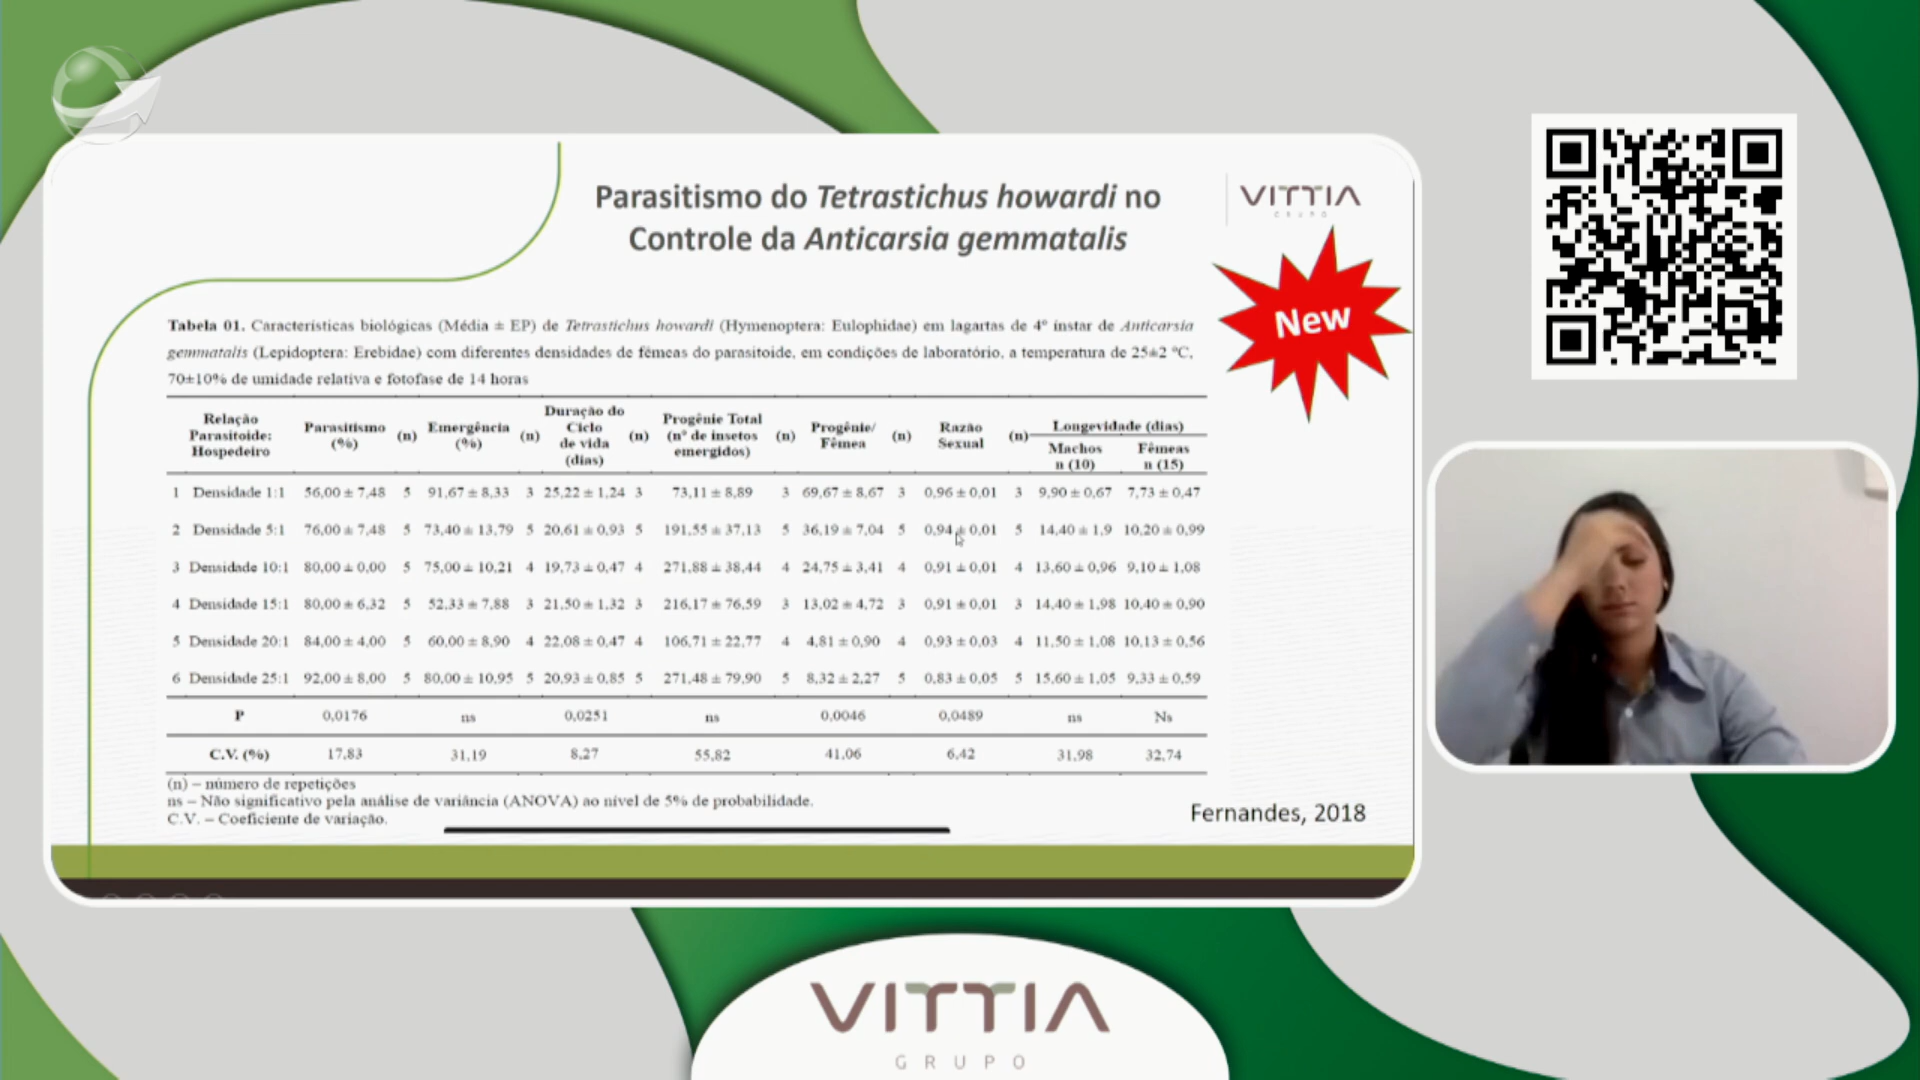 Parasitismo do Tetrastichus howardi no
Controle da Anticarsia gemmatalis
VITTIA
GRUPO
New
Tabela 01. Características biológicas (Média ± EP) de Tetrastichus howardi (Hymenoptera: Eulophidae) em lagartas de 4º instar de Anticarsia
gemmatalis (Lepidoptera: Erebidae) com diferentes densidades de fêmeas do parasitoide, em condições de laboratório, a temperatura de 25±2 ºC,
70±10% de umidade relativa e fotofase de 14 horas
Relação Parasitoide: Hospedeiro Parasitismo (%) (n) Emergência (%) (n) Duração do Ciclo de vida (dias) (n) Progênie Total (nº de insetos emergidos) (n) Progênie/ Fêmea (n) Razão Sexual (n) Longevidade (dias) Machos n (10) Fêmeas n (15)
1 Densidade 1:1 56,00 ± 7,48 5 91,67 ± 8,33 3 25,22 ± 1,24 3 73,11 ± 8,89 3 69,67 ± 8,67 3 0,96 ± 0,01 3 9,90 ± 0,67 7,73 ± 0,47
2 Densidade 5:1 76,00 ± 7,48 5 73,40 ± 13,79 5 20,61 ± 0,93 5 191,55 ± 37,13 5 36,19 ± 7,04 5 0,94 ± 0,01 5 14,40 ± 1,9 10,20 ± 0,99
3 Densidade 10:1 80,00 ± 0,00 5 75,00 ± 10,21 4 19,73 ± 0,47 4 271,88 ± 38,44 4 24,75 ± 3,41 4 0,91 ± 0,01 4 13,60 ± 0,96 9,10 ± 1,08
4 Densidade 15:1 80,00 ± 6,32 5 52,33 ± 7,88 3 21,50 ± 1,32 3 216,17 ± 76,59 3 13,02 ± 4,72 3 0,91 ± 0,01 3 14,40 ± 1,98 10,40 ± 0,90
5 Densidade 20:1 84,00 ± 4,00 5 60,00 ± 8,90 4 22,08 ± 0,47 4 106,71 ± 22,77 4 4,81 ± 0,90 4 0,93 ± 0,03 4 11,50 ± 1,08 10,13 ± 0,56
6 Densidade 25:1 92,00 ± 8,00 5 80,00 ± 10,95 5 20,93 ± 0,85 5 271,48 ± 79,90 5 8,32 ± 2,27 5 0,83 ± 0,05 5 15,60 ± 1,05 9,33 ± 0,59
P 0,0176 ns 0,0251 ns 0,0046 0,0489 ns Ns
C.V. (%) 17,83 31,19 8,27 55,82 41,06 6,42 31,98 32,74
(n) – número de repetições
ns – Não significativo pela análise de variância (ANOVA) ao nível de 5% de probabilidade.
C.V. – Coeficiente de variação.
Fernandes, 2018
VITTIA
GRUPO